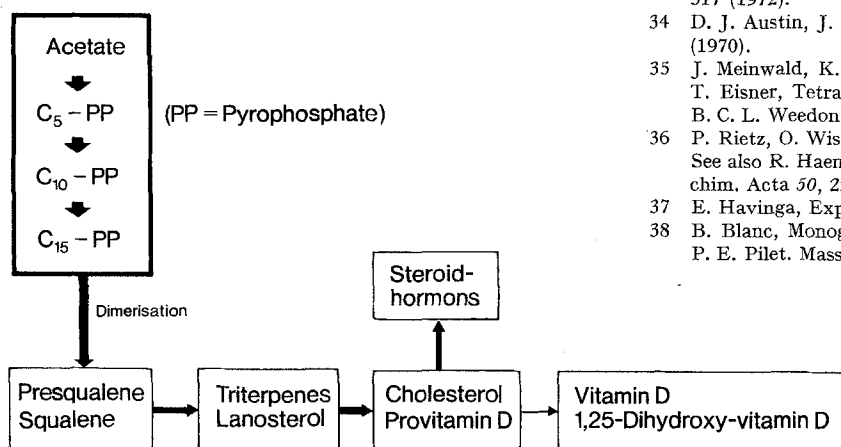 Acetate
C₅ – PP
(PP = Pyrophosphate)
C₁₀ – PP
C₁₅ – PP
Dimerisation
Presqualene
Squalene
Triterpenes
Lanosterol
Steroid-
hormons
Cholesterol
Provitamin D
Vitamin D
1,25-Dihydroxy-vitamin D
317 (1972).
34 D. J. Austin, J.
(1970).
35 J. Meinwald, K.
T. Eisner, Tetra
B. C. L. Weedon
36 P. Rietz, O. Wis
See also R. Haen
chim. Acta 50, 2
37 E. Havinga, Exp
38 B. Blanc, Monog
P. E. Pilet. Mass